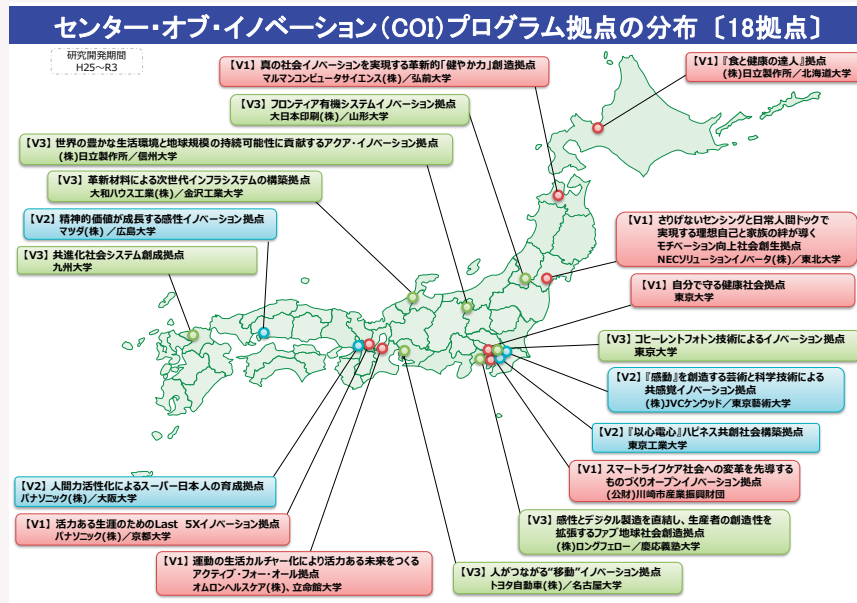 センター・オブ・イノベーション(COI)プログラム拠点の分布〔18拠点〕
研究開発期間
H25～R3
【V1】真の社会イノベーションを実現する革新的「健やか力」創造拠点
マルマンコンピュータサイエンス(株)／弘前大学
【V1】『食と健康の達人』拠点
(株)日立製作所／北海道大学
【V3】フロンティア有機システムイノベーション拠点
大日本印刷(株)／山形大学
【V3】世界の豊かな生活環境と地球規模の持続可能性に貢献するアクア・イノベーション拠点
(株)日立製作所／信州大学
【V3】革新材料による次世代インフラシステムの構築拠点
大和ハウス工業(株)／金沢工業大学
【V2】精神的価値が成長する感性イノベーション拠点
マツダ(株)／広島大学
【V3】共進化社会システム創成拠点
九州大学
【V1】さりげないセンシングと日常人間ドックで
実現する理想自己と家族の絆が導く
モチベーション向上社会創生拠点
NECソリューションイノベータ(株)／東北大学
【V1】自分で守る健康社会拠点
東京大学
【V3】コヒーレントフォトン技術によるイノベーション拠点
東京大学
【V2】『感動』を創造する芸術と科学技術による
共感覚イノベーション拠点
(株)JVCケンウッド／東京藝術大学
【V2】『以心電心』ハピネス共創社会構築拠点
東京工業大学
【V1】スマートライフケア社会への変革を先導する
ものづくりオープンイノベーション拠点
(公財)川崎市産業振興財団
【V3】感性とデジタル製造を直結し、生産者の創造性を
拡張するファブ地球社会創造拠点
(株)ロングフェロー／慶応義塾大学
【V3】人がつながる"移動"イノベーション拠点
トヨタ自動車(株)／名古屋大学
【V2】人間力活性化によるスーパー日本人の育成拠点
パナソニック(株)／大阪大学
【V1】活力ある生涯のためのLast 5Xイノベーション拠点
パナソニック(株)／京都大学
【V1】運動の生活カルチャー化により活力ある未来をつくる
アクティブ・フォー・オール拠点
オムロンヘルスケア(株)、立命館大学